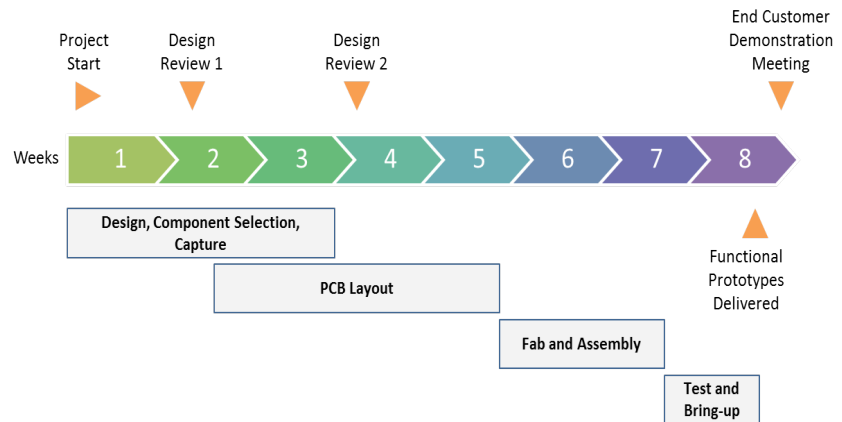 Project
Start
Design
Review 1
Design
Review 2
End Customer
Demonstration
Meeting
Weeks
1
2
3
4
5
6
7
8
Design, Component Selection,
Capture
PCB Layout
Fab and Assembly
Test and
Bring-up
Functional
Prototypes
Delivered